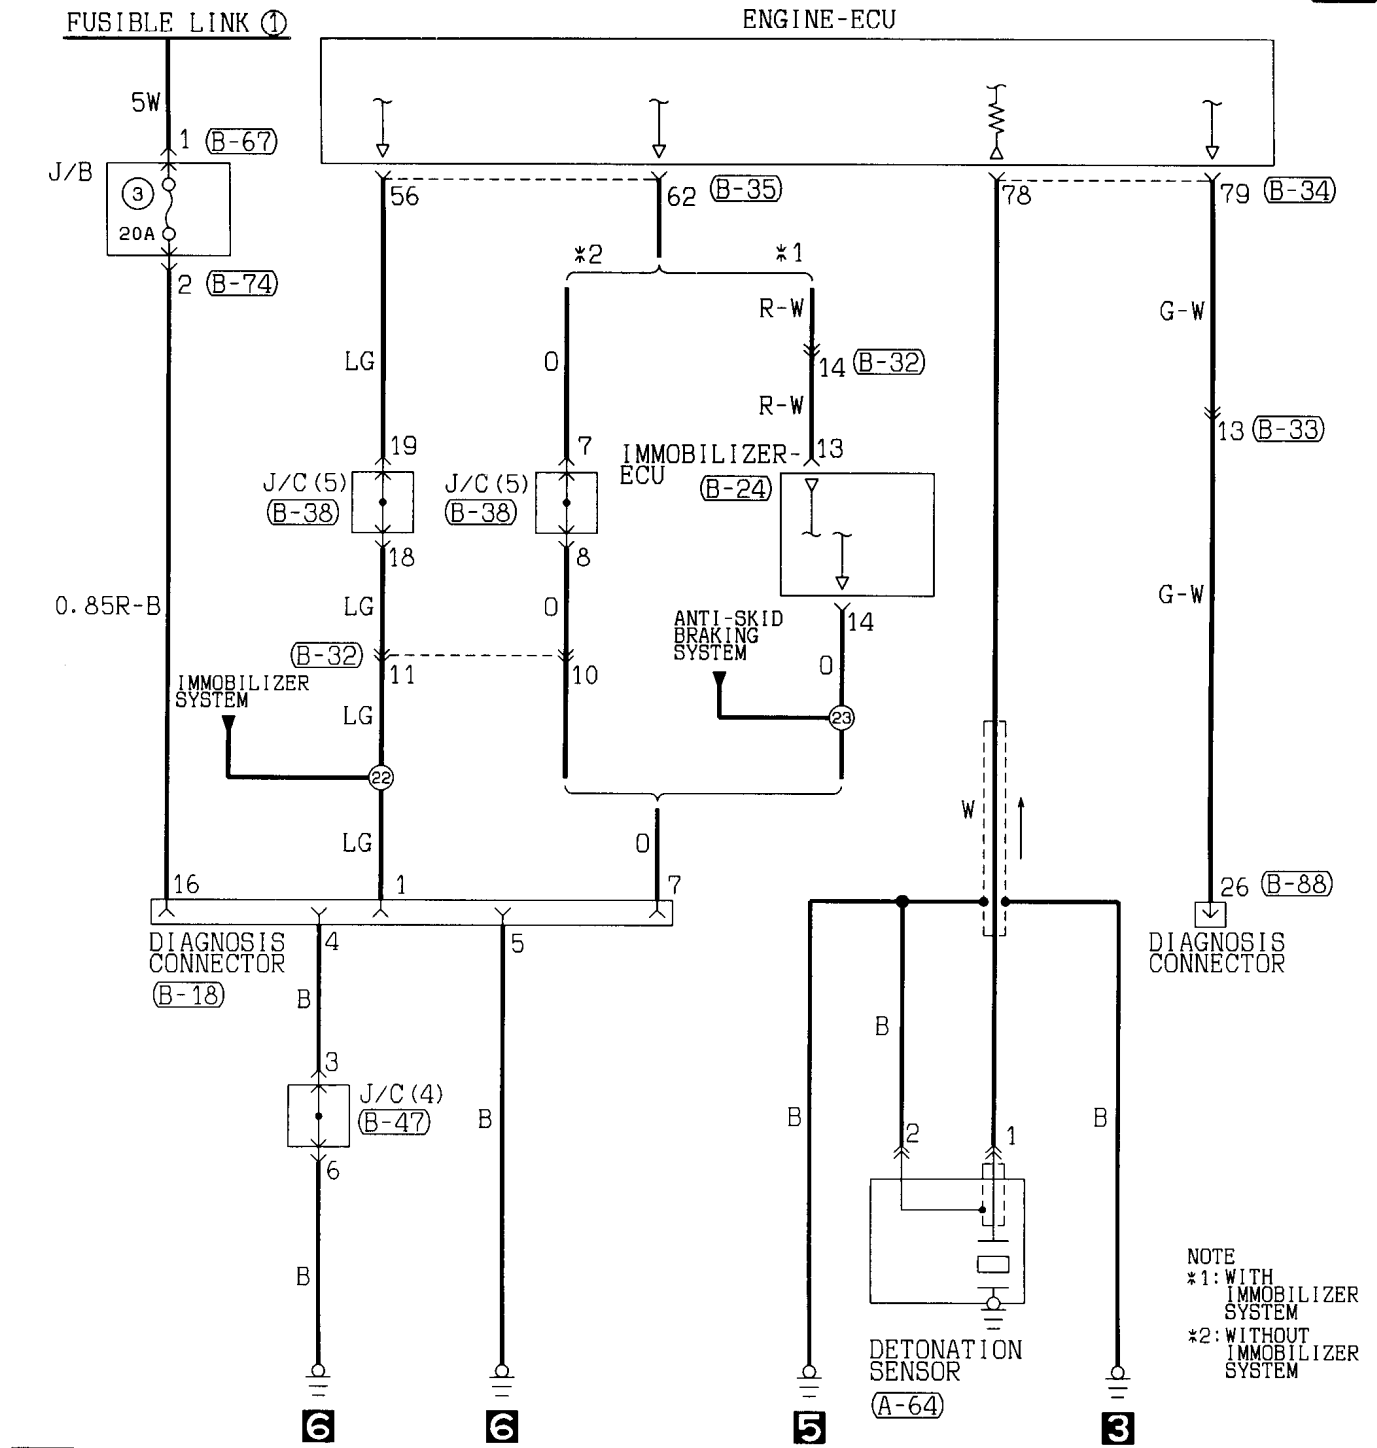 FUSIBLE LINK ①
ENGINE-ECU
5W
1 (B-67)
J/B
3
20A
2 (B-74)
56
62 (B-35)
78
79 (B-34)
*2
*1
R-W
G-W
LG
O
14 (B-32)
R-W
13 (B-33)
19
7
13
IMMOBILIZER-
ECU
(B-24)
J/C(5)
(B-38)
J/C(5)
(B-38)
18
8
0.85R-B
LG
O
G-W
ANTI-SKID
BRAKING
SYSTEM
14
O
(B-32)
11
10
IMMOBILIZER
SYSTEM
LG
23
22
W
LG
O
16
1
7
26 (B-88)
DIAGNOSIS
CONNECTOR
(B-18)
4
5
DIAGNOSIS
CONNECTOR
B
B
3
J/C(4)
(B-47)
B
B
B
2
1
6
B
NOTE
*1:WITH
IMMOBILIZER
SYSTEM
*2:WITHOUT
IMMOBILIZER
SYSTEM
DETONATION
SENSOR
(A-64)
6
6
5
3